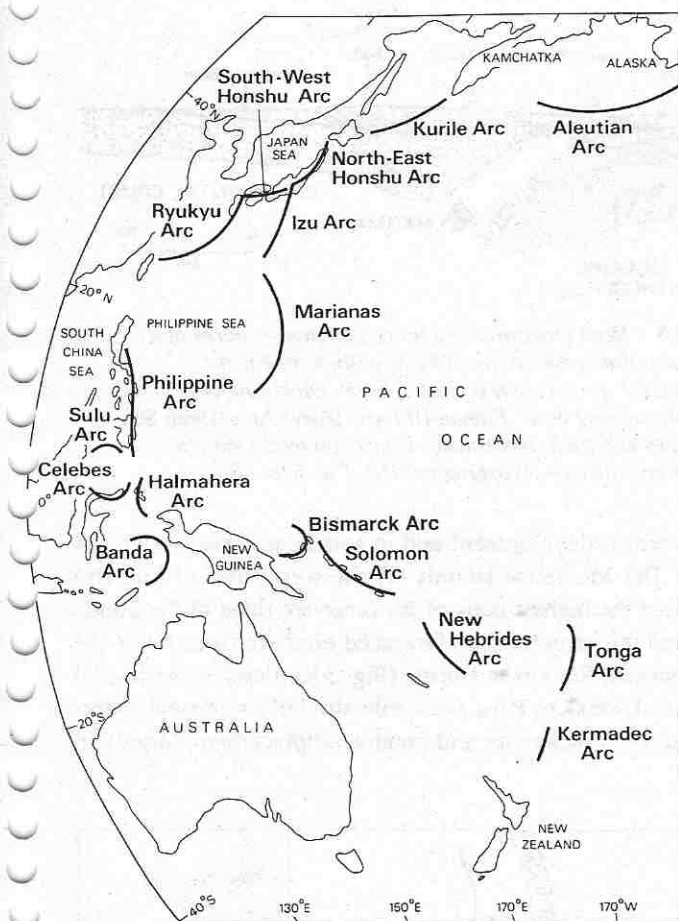 KAMCHATKA
ALASKA
40°N
South-West
Honshu Arc
JAPAN
SEA
Kurile Arc
Aleutian
Arc
North-East
Honshu Arc
Ryukyu
Arc
Izu Arc
20°N
SOUTH
CHINA
SEA
PHILIPPINE SEA
Marianas
Arc
Philippine
Arc
PACIFIC
OCEAN
Sulu
Arc
Celebes
Arc
0°
Halmahera
Arc
Banda
Arc
NEW
GUINEA
Bismarck Arc
Solomon
Arc
New
Hebrides
Arc
Tonga
Arc
20°S
AUSTRALIA
Kermadec
Arc
NEW
ZEALAND
40°S
130°E
150°E
170°E
170°W